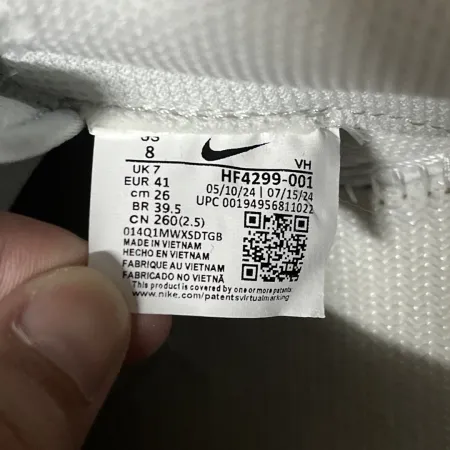 US
8
UK 7
EUR 41
cm 26
BR 39.5
CN 260(2.5)
014Q1MWXSDTGB
MADE IN VIETNAM
HECHO EN VIETNAM
FABRIQUE AU VIETNAM
FABRICADO NO VIETNÃ
This product is covered by one or more patents.
www.nike.com/patentsvirtualmarking
VH
HF4299-001
05/10/24 | 07/15/24
UPC 00194956811022